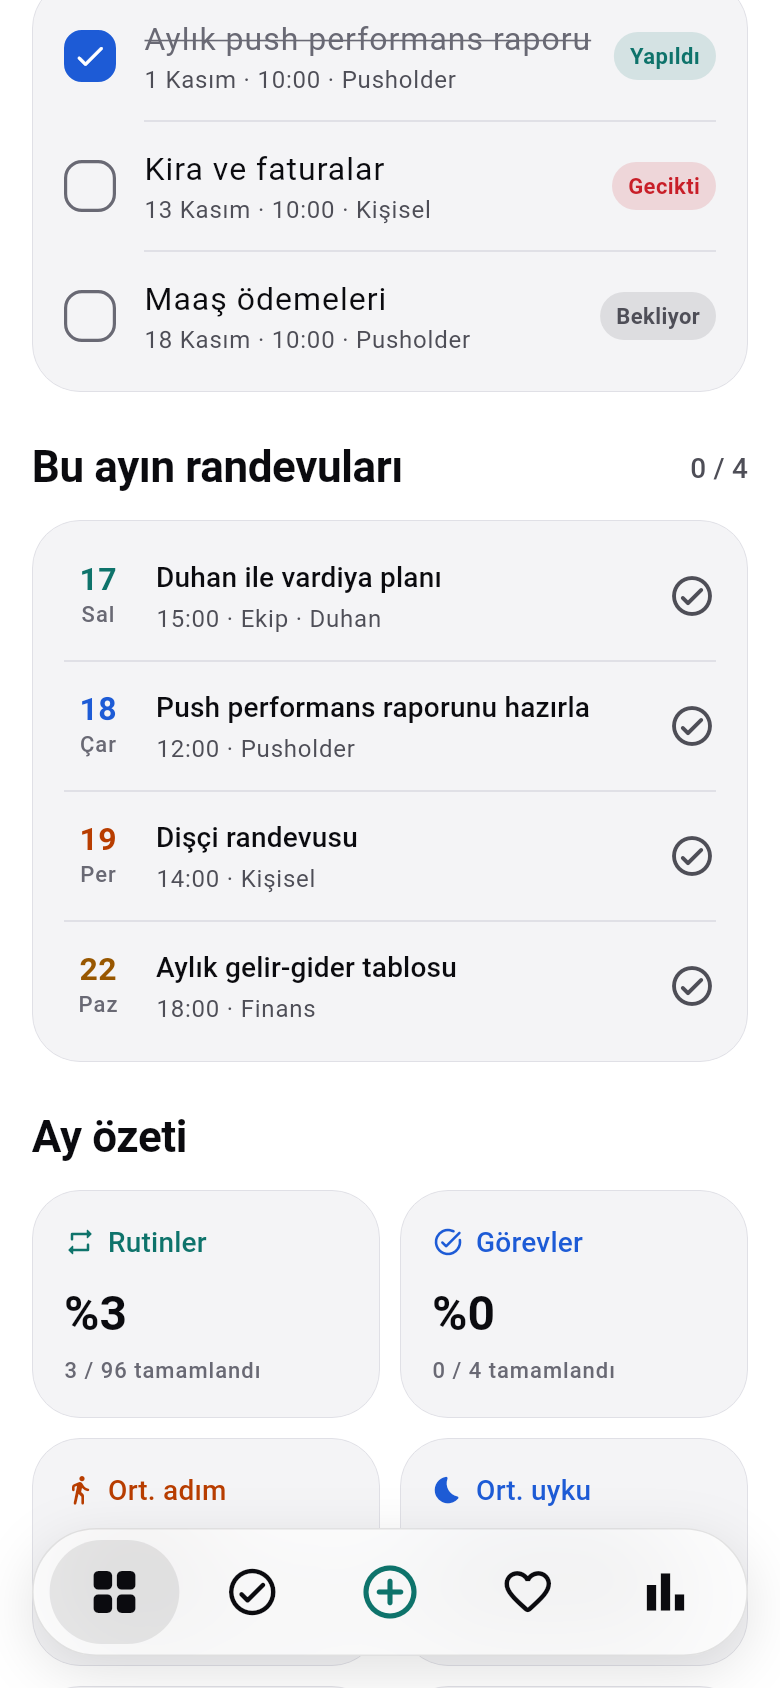 Aylık push performans raporu
1 Kasım · 10:00 · Pusholder
Yapıldı
Kira ve faturalar
13 Kasım · 10:00 · Kişisel
Gecikti
Maaş ödemeleri
18 Kasım · 10:00 · Pusholder
Bekliyor
Bu ayın randevuları
0 / 4
17
Sal
Duhan ile vardiya planı
15:00 · Ekip · Duhan
18
Çar
Push performans raporunu hazırla
12:00 · Pusholder
19
Per
Dişçi randevusu
14:00 · Kişisel
22
Paz
Aylık gelir-gider tablosu
18:00 · Finans
Ay özeti
Rutinler
%3
3 / 96 tamamlandı
Görevler
%0
0 / 4 tamamlandı
Ort. adım
Ort. uyku